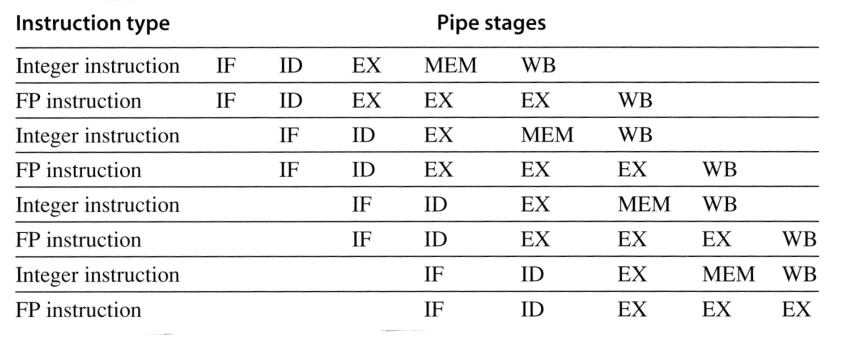 Instruction type Pipe stages
Integer instruction IF ID EX MEM WB
FP instruction IF ID EX EX EX WB
Integer instruction IF ID EX MEM WB
FP instruction IF ID EX EX EX WB
Integer instruction IF ID EX MEM WB
FP instruction IF ID EX EX EX WB
Integer instruction IF ID EX MEM WB
FP instruction IF ID EX EX EX